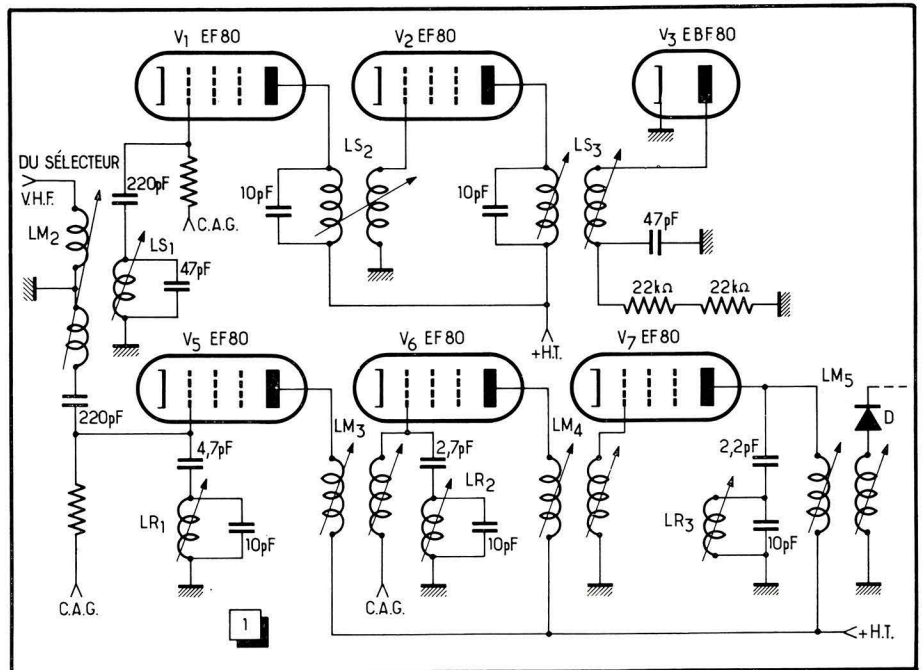 V1 EF80
V2 EF80
V3 EBF80
DU SÉLECTEUR
V.H.F.
LM2
220pF
C.A.G.
LS1
47pF
10pF
LS2
10pF
LS3
47pF
22kΩ
22kΩ
+H.T.
V5 EF80
V6 EF80
V7 EF80
220pF
4,7pF
LR1
10pF
C.A.G.
LM3
2,7pF
LR2
10pF
C.A.G.
LM4
2,2pF
LR3
10pF
LM5
D
+H.T.
1